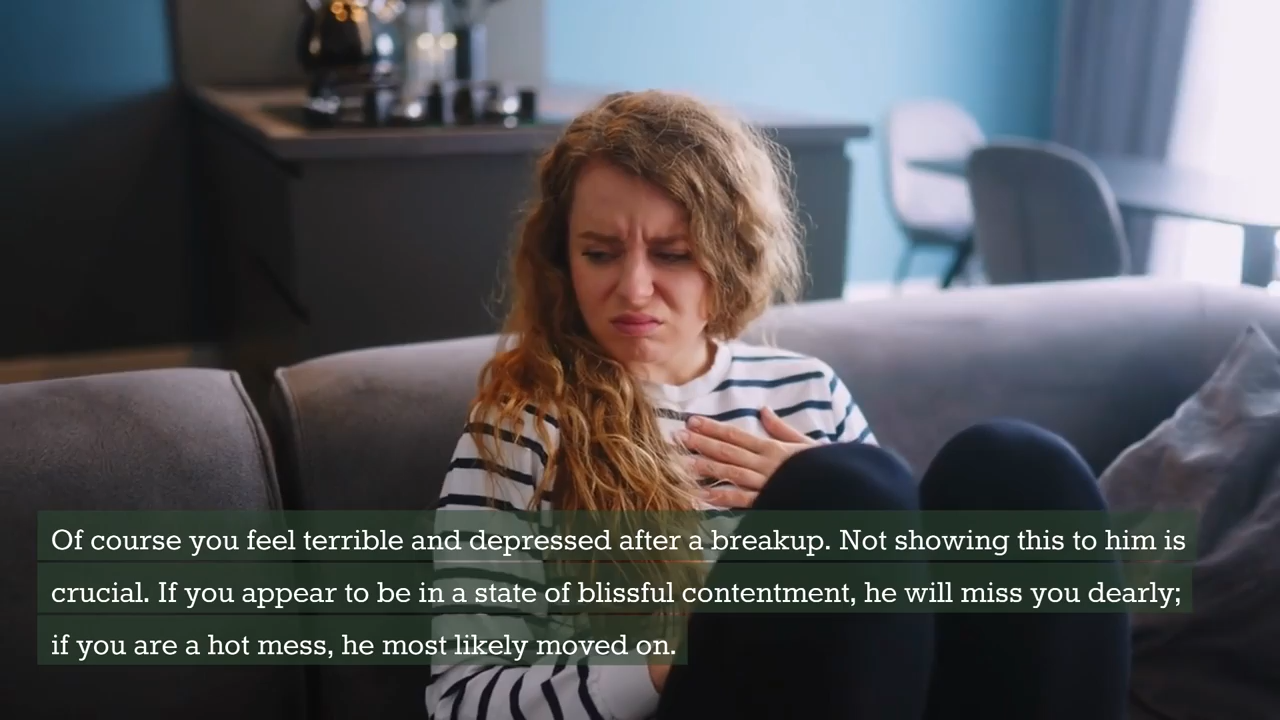 Of course you feel terrible and depressed after a breakup. Not showing this to him is
crucial. If you appear to be in a state of blissful contentment, he will miss you dearly;
if you are a hot mess, he most likely moved on.